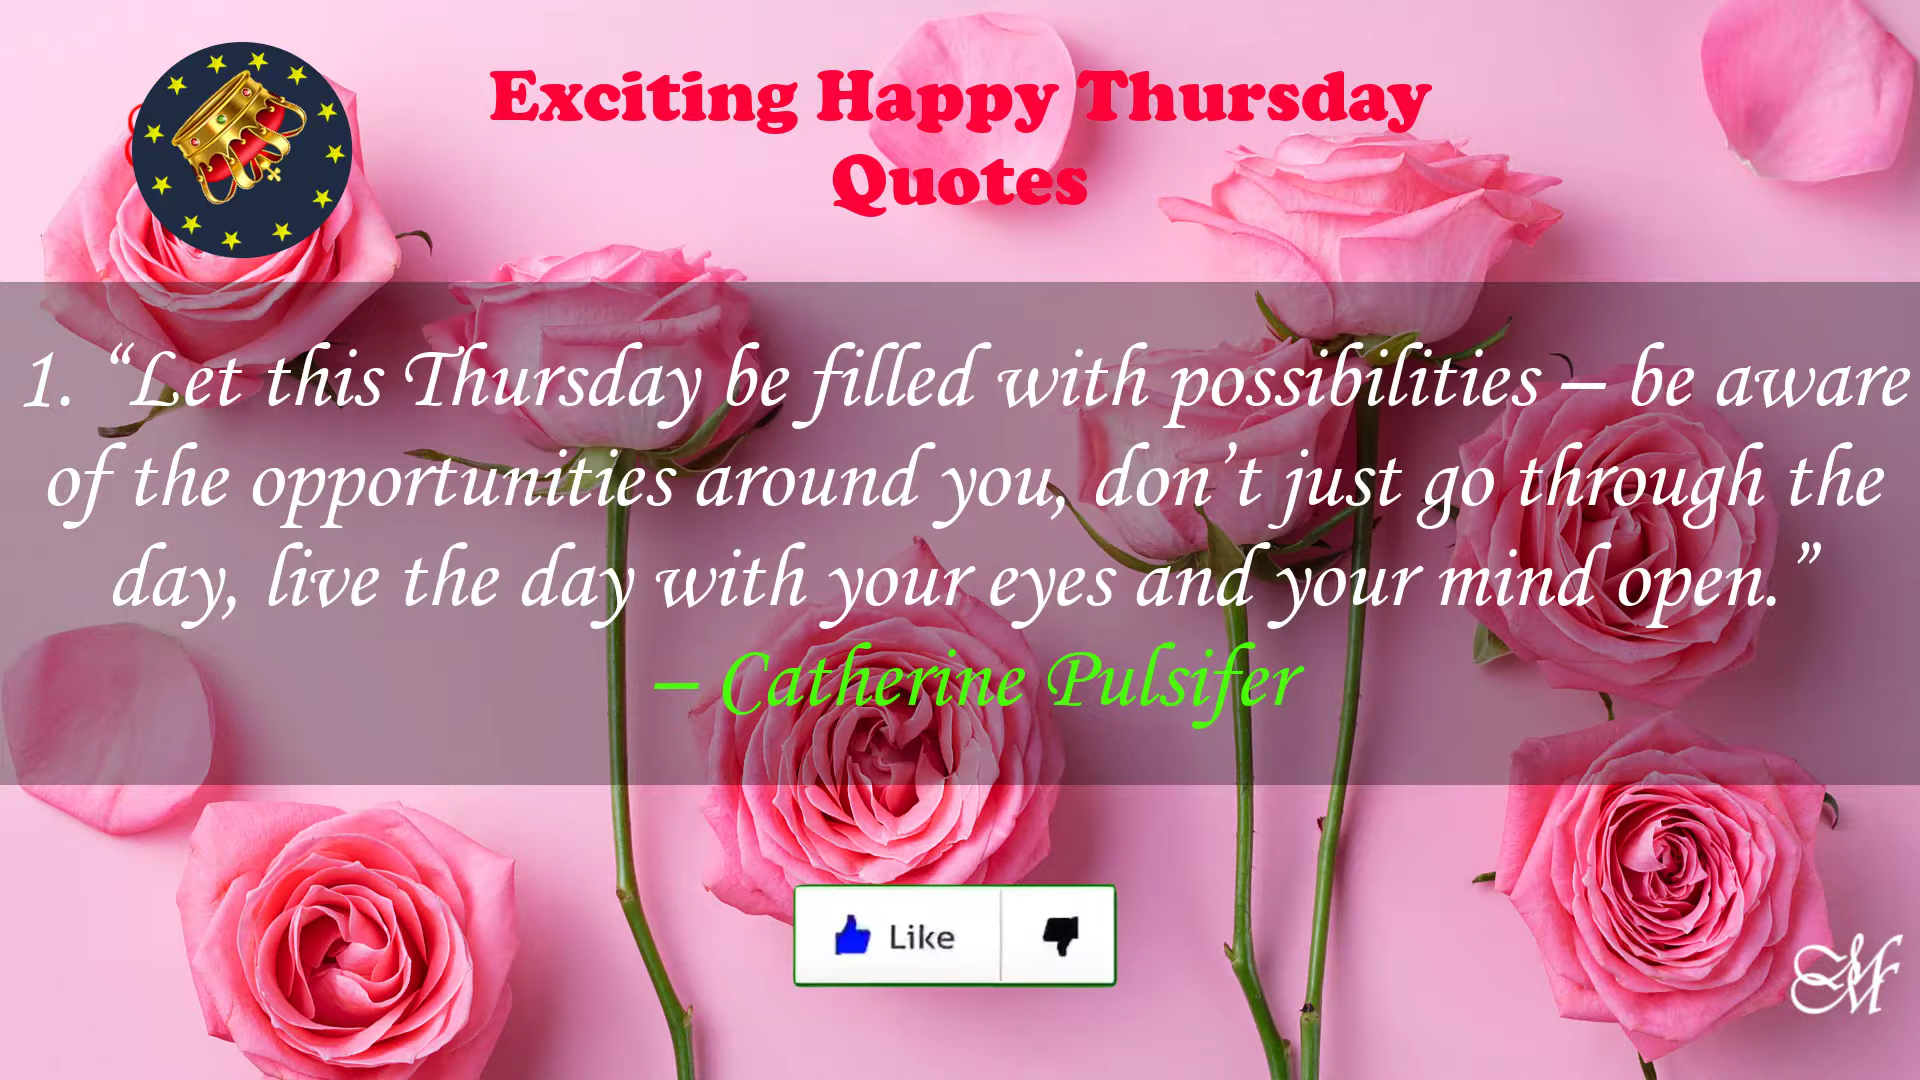 Exciting Happy Thursday
Quotes
1. “Let this Thursday be filled with possibilities – be aware
of the opportunities around you, don’t just go through the
day, live the day with your eyes and your mind open.”
– Catherine Pulsifer
Like